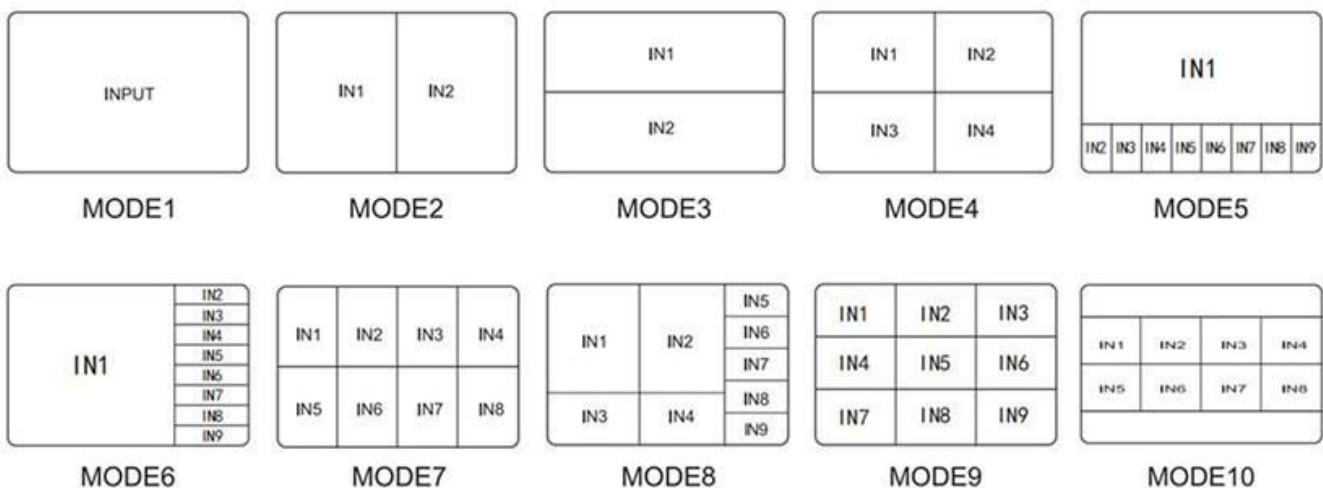 INPUT
IN1 IN2
IN1
IN2
IN1 IN2
IN3 IN4
IN1
IN2 IN3 IN4 IN5 IN6 IN7 IN8 IN9
MODE1 MODE2 MODE3 MODE4 MODE5
IN1
IN2
IN3
IN4
IN5
IN6
IN7
IN8
IN9
IN1 IN2 IN3 IN4
IN5 IN6 IN7 IN8
IN1 IN2
IN3 IN4
IN5
IN6
IN7
IN8
IN9
IN1 IN2 IN3
IN4 IN5 IN6
IN7 IN8 IN9
IN1 IN2 IN3 IN4
IN5 IN6 IN7 IN8
MODE6 MODE7 MODE8 MODE9 MODE10